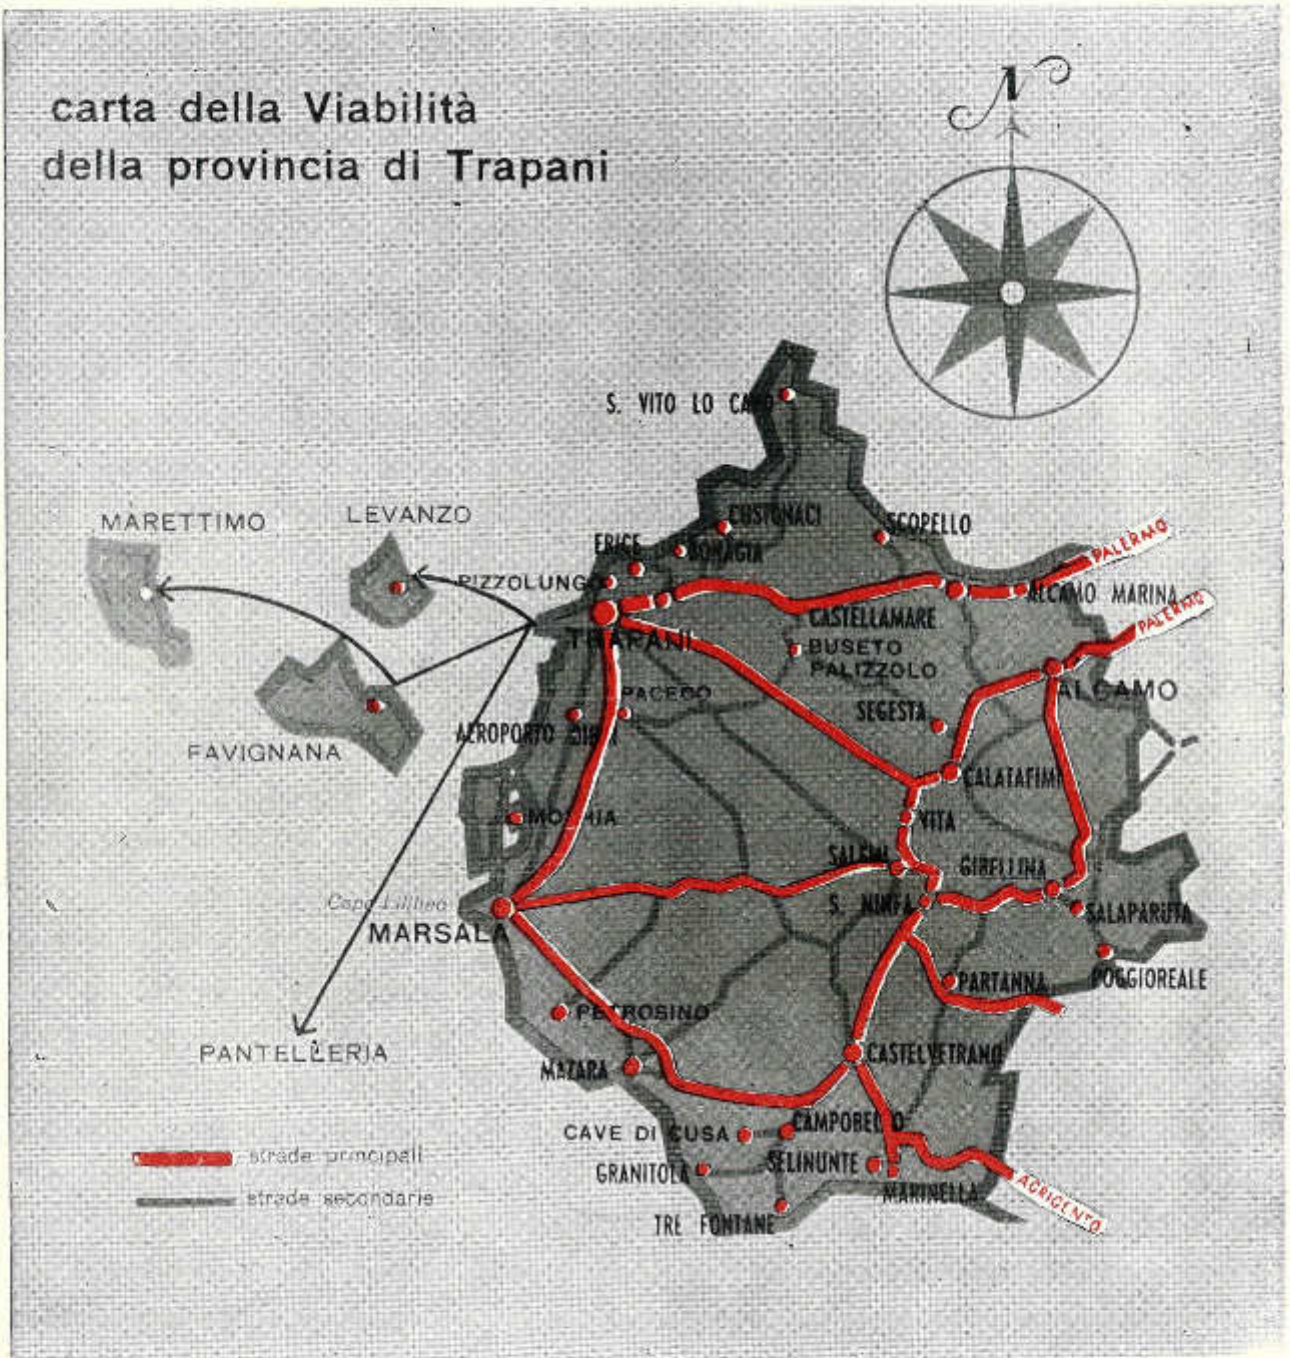 carta della Viabilità
della provincia di Trapani
N
S. VITO LO CAPO
MARETTIMO
LEVANZO
CUSTONACI
SCOPELLO
ERICE
BONAGIA
PALERMO
PIZZOLUNGO
ALCAMO MARINA
CASTELLAMARE
PALERMO
TRAPANI
BUSETO
PALIZZOLO
PACECO
ALCAMO
SEGESTA
AEROPORTO
FAVIGNANA
CALATAFIMI
MOTHIA
VITA
SALEMI
GIBELLINA
Capo Lilibeo
S. NINFA
SALAPARUTA
MARSALA
PARTANNA
POGGIOREALE
PETROSINO
PANTELLERIA
CASTELVETRANO
MAZARA
CAMPOBELLO
CAVE DI CUSA
strade principali
SELINUNTE
GRANITOLA
MARINELLA
strade secondarie
AGRIGENTO
TRE FONTANE